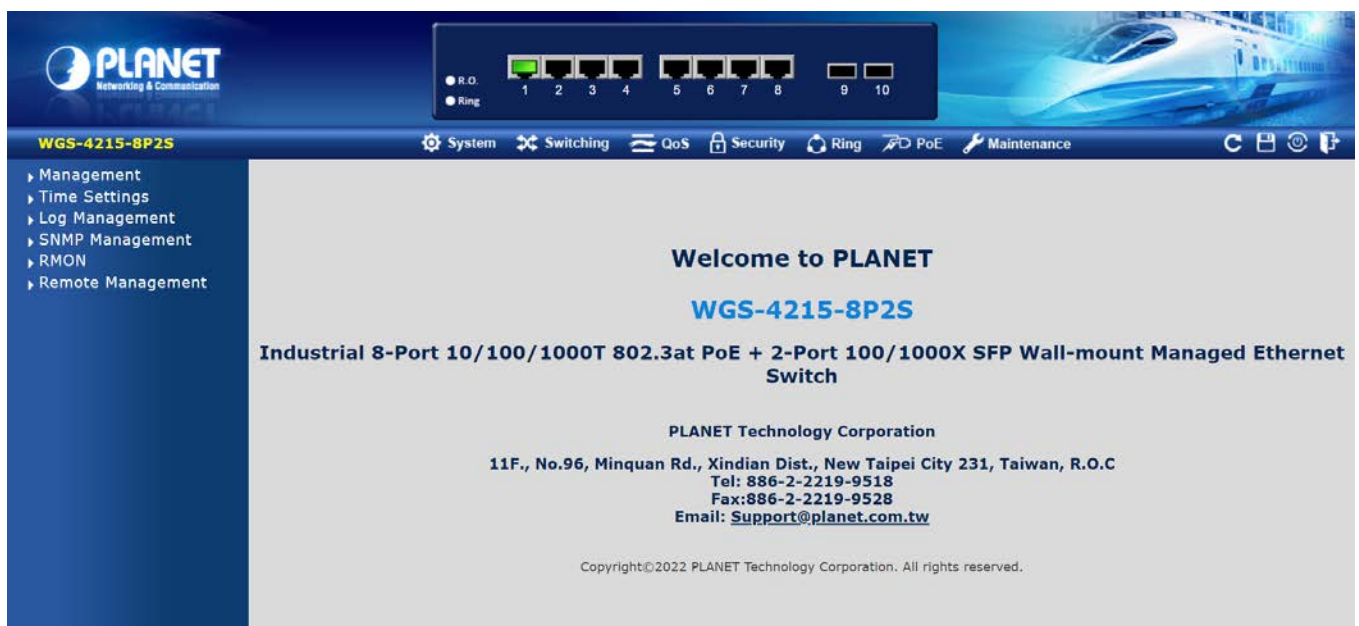 PLANET
Networking & Communication
R.O.
Ring
1 2 3 4 5 6 7 8 9 10
WGS-4215-8P2S
System Switching QoS Security Ring PoE Maintenance
Management
Time Settings
Log Management
SNMP Management
RMON
Remote Management
Welcome to PLANET
WGS-4215-8P2S
Industrial 8-Port 10/100/1000T 802.3at PoE + 2-Port 100/1000X SFP Wall-mount Managed Ethernet
Switch
PLANET Technology Corporation
11F., No.96, Minquan Rd., Xindian Dist., New Taipei City 231, Taiwan, R.O.C
Tel: 886-2-2219-9518
Fax:886-2-2219-9528
Email: Support@planet.com.tw
Copyright©2022 PLANET Technology Corporation. All rights reserved.